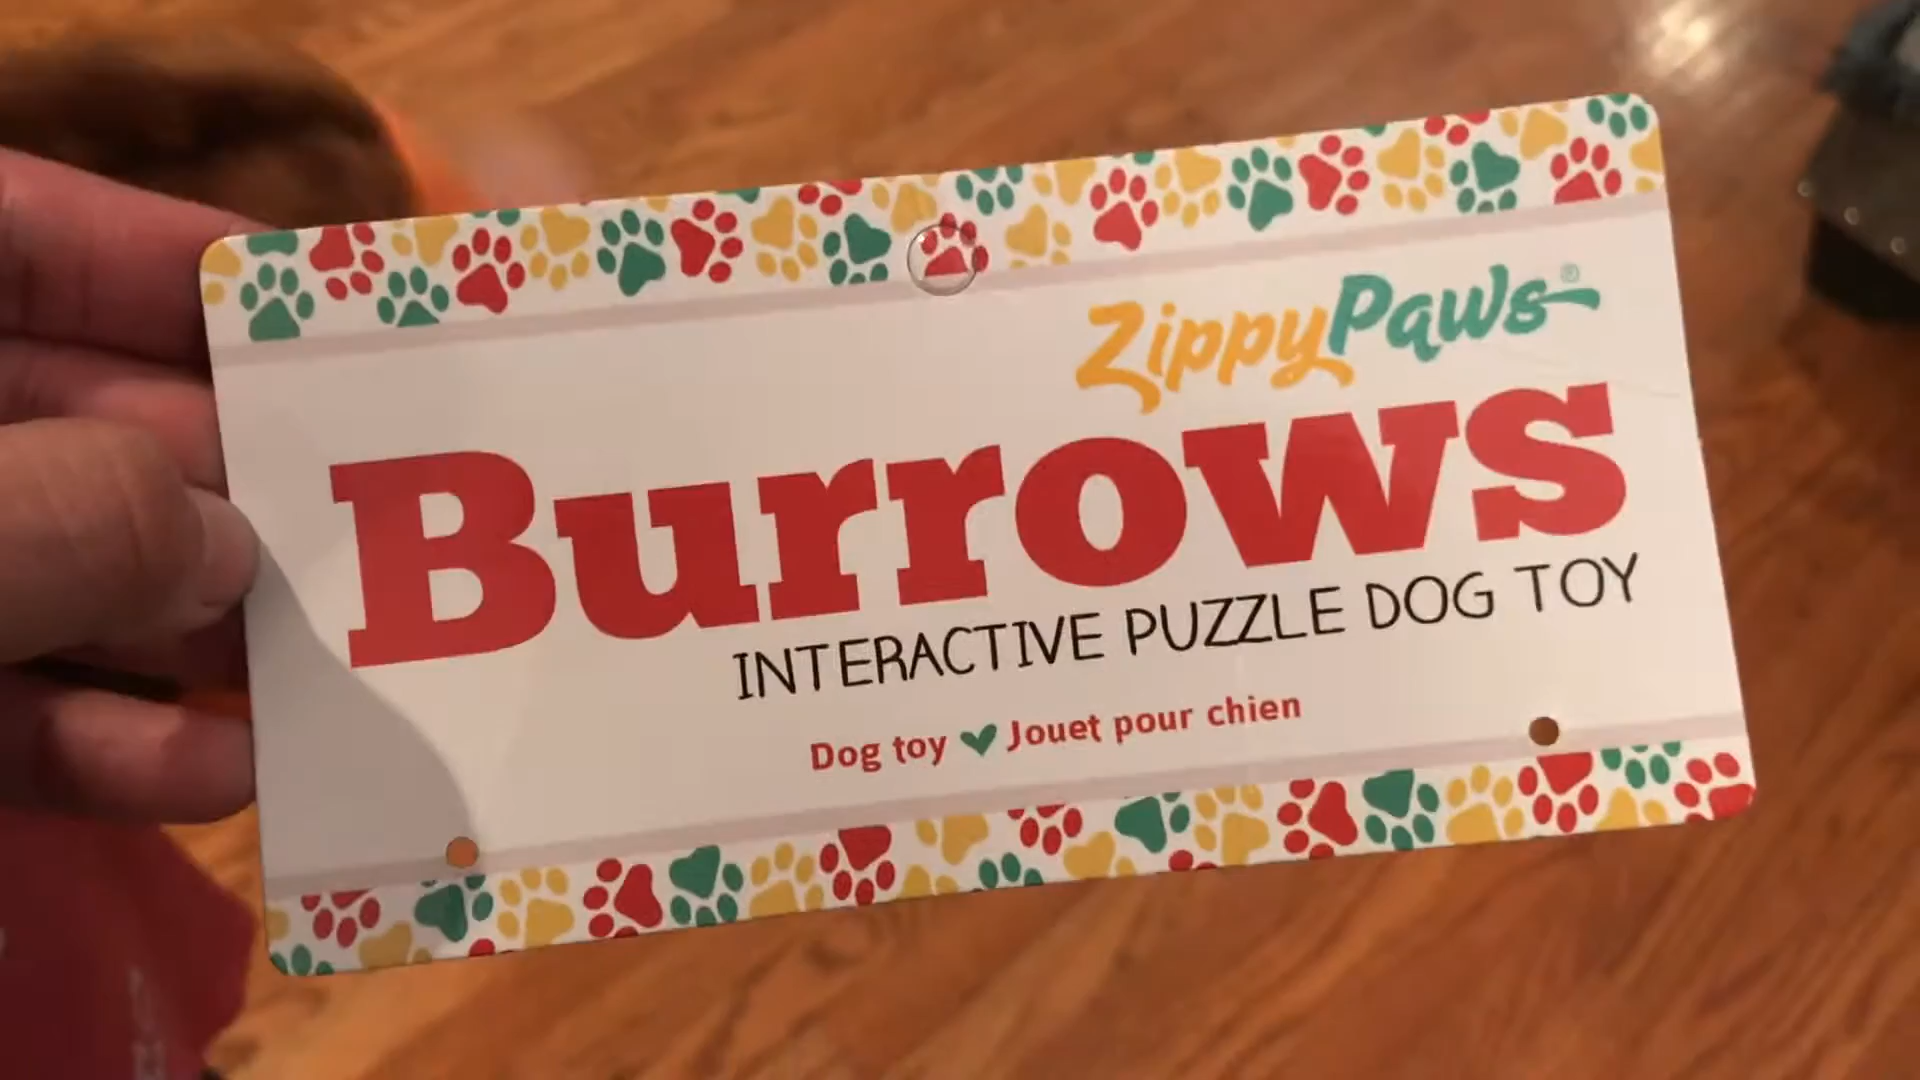 ZippyPaws®
Burrows
INTERACTIVE PUZZLE DOG TOY
Dog toy Jouet pour chien